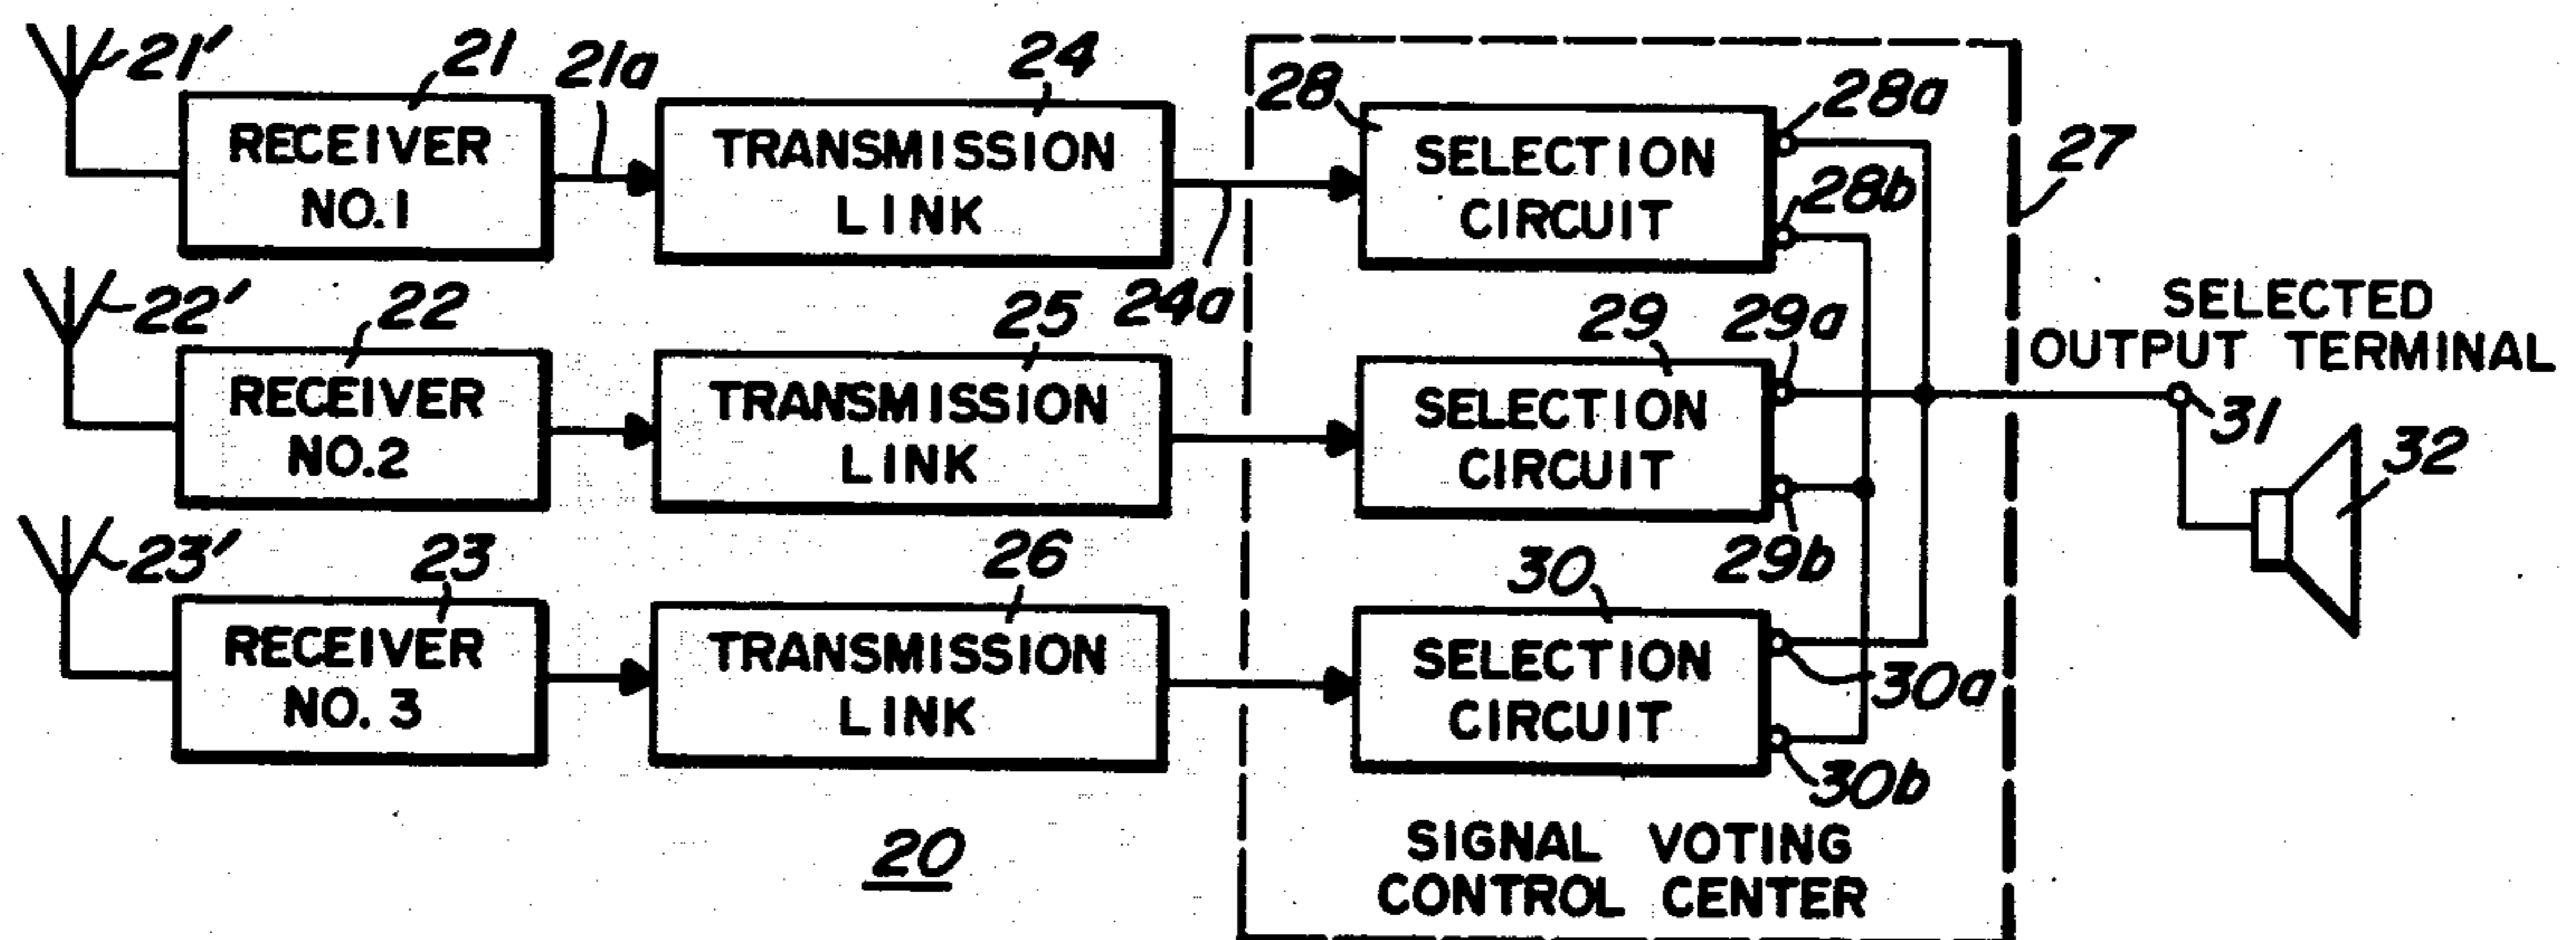 21'
21
21a
24
28
28a
27
RECEIVER
NO.1
TRANSMISSION
LINK
SELECTION
CIRCUIT
28b
22'
22
25
24a
29
29a
SELECTED
OUTPUT TERMINAL
RECEIVER
NO.2
TRANSMISSION
LINK
SELECTION
CIRCUIT
31
32
23'
23
26
30
29b
RECEIVER
NO. 3
TRANSMISSION
LINK
SELECTION
CIRCUIT
30a
30b
20
SIGNAL VOTING
CONTROL CENTER